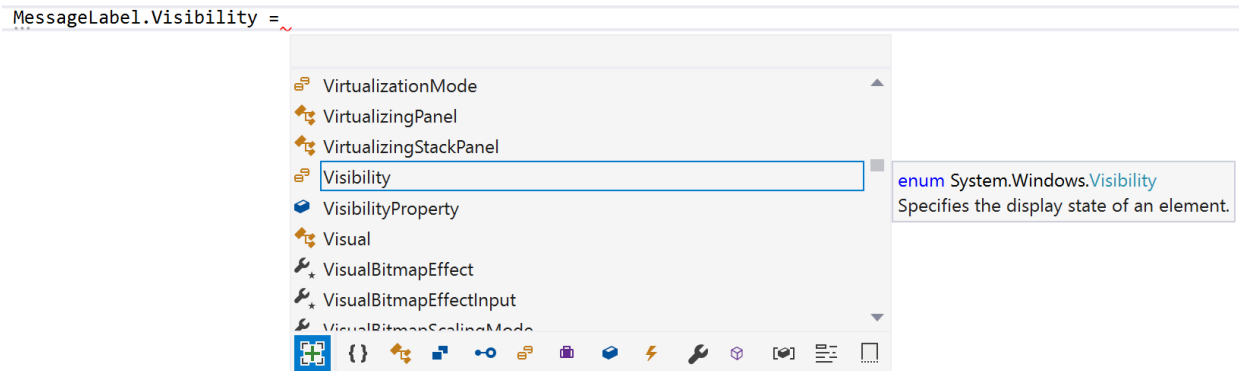 MessageLabel.Visibility =
VirtualizationMode
VirtualizingPanel
VirtualizingStackPanel
Visibility
enum System.Windows.Visibility
Specifies the display state of an element.
VisibilityProperty
Visual
VisualBitmapEffect
VisualBitmapEffectInput
VisualBitmapScalingMode